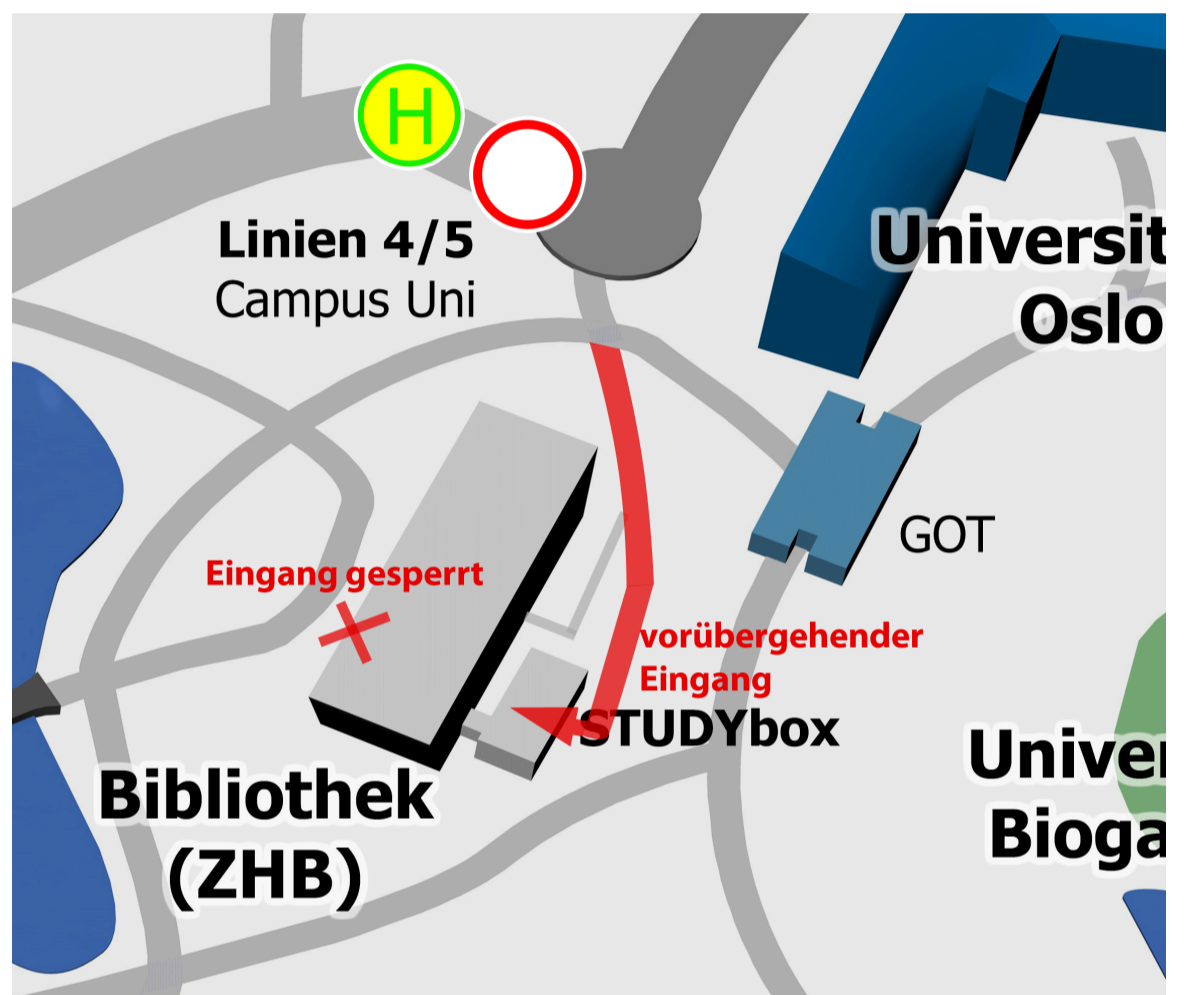 H
Linien 4/5
Campus Uni
Universit
Oslo
GOT
Eingang gesperrt
vorübergehender
Eingang
STUDYbox
Bibliothek
(ZHB)
Univer
Bioga